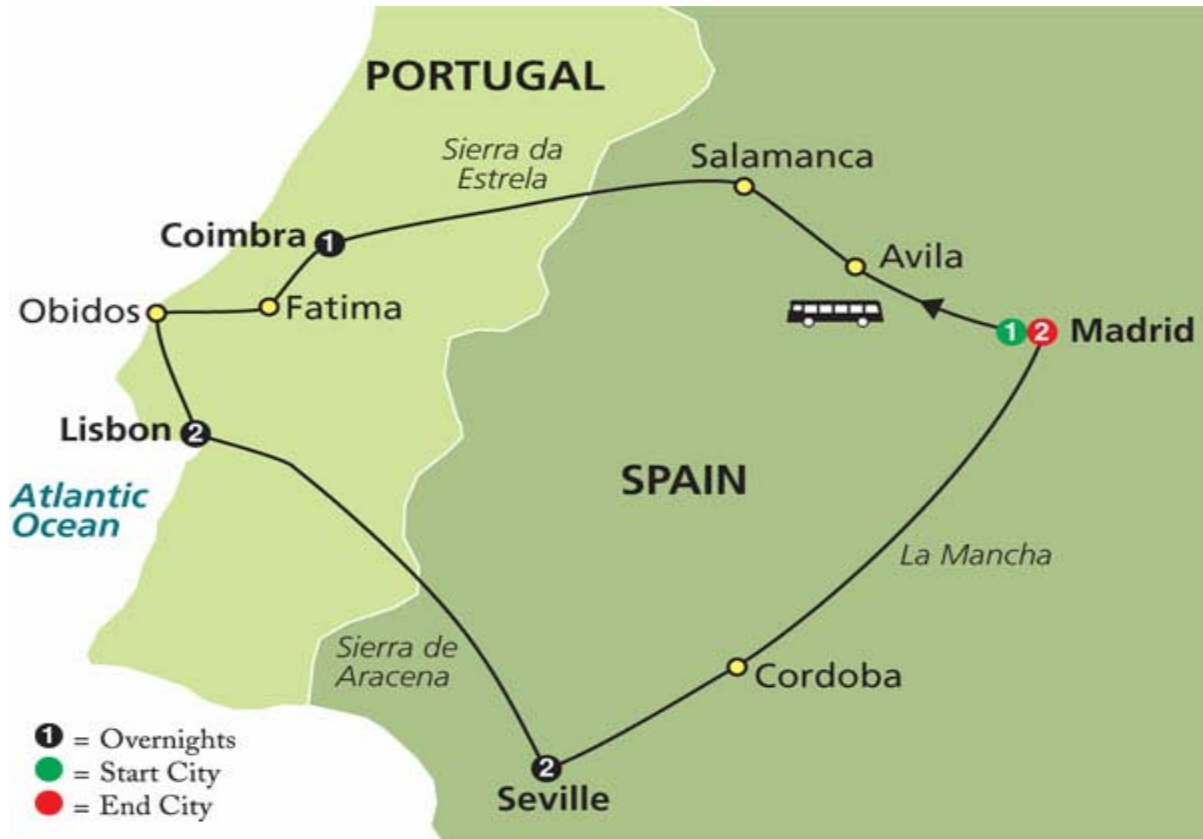 PORTUGAL
Sierra da
Estrela
Salamanca
Coimbra
1
Avila
Obidos
Fatima
1
2
Madrid
Lisbon
2
SPAIN
Atlantic
Ocean
La Mancha
Sierra de
Aracena
Cordoba
2
Seville
1 = Overnights
= Start City
= End City